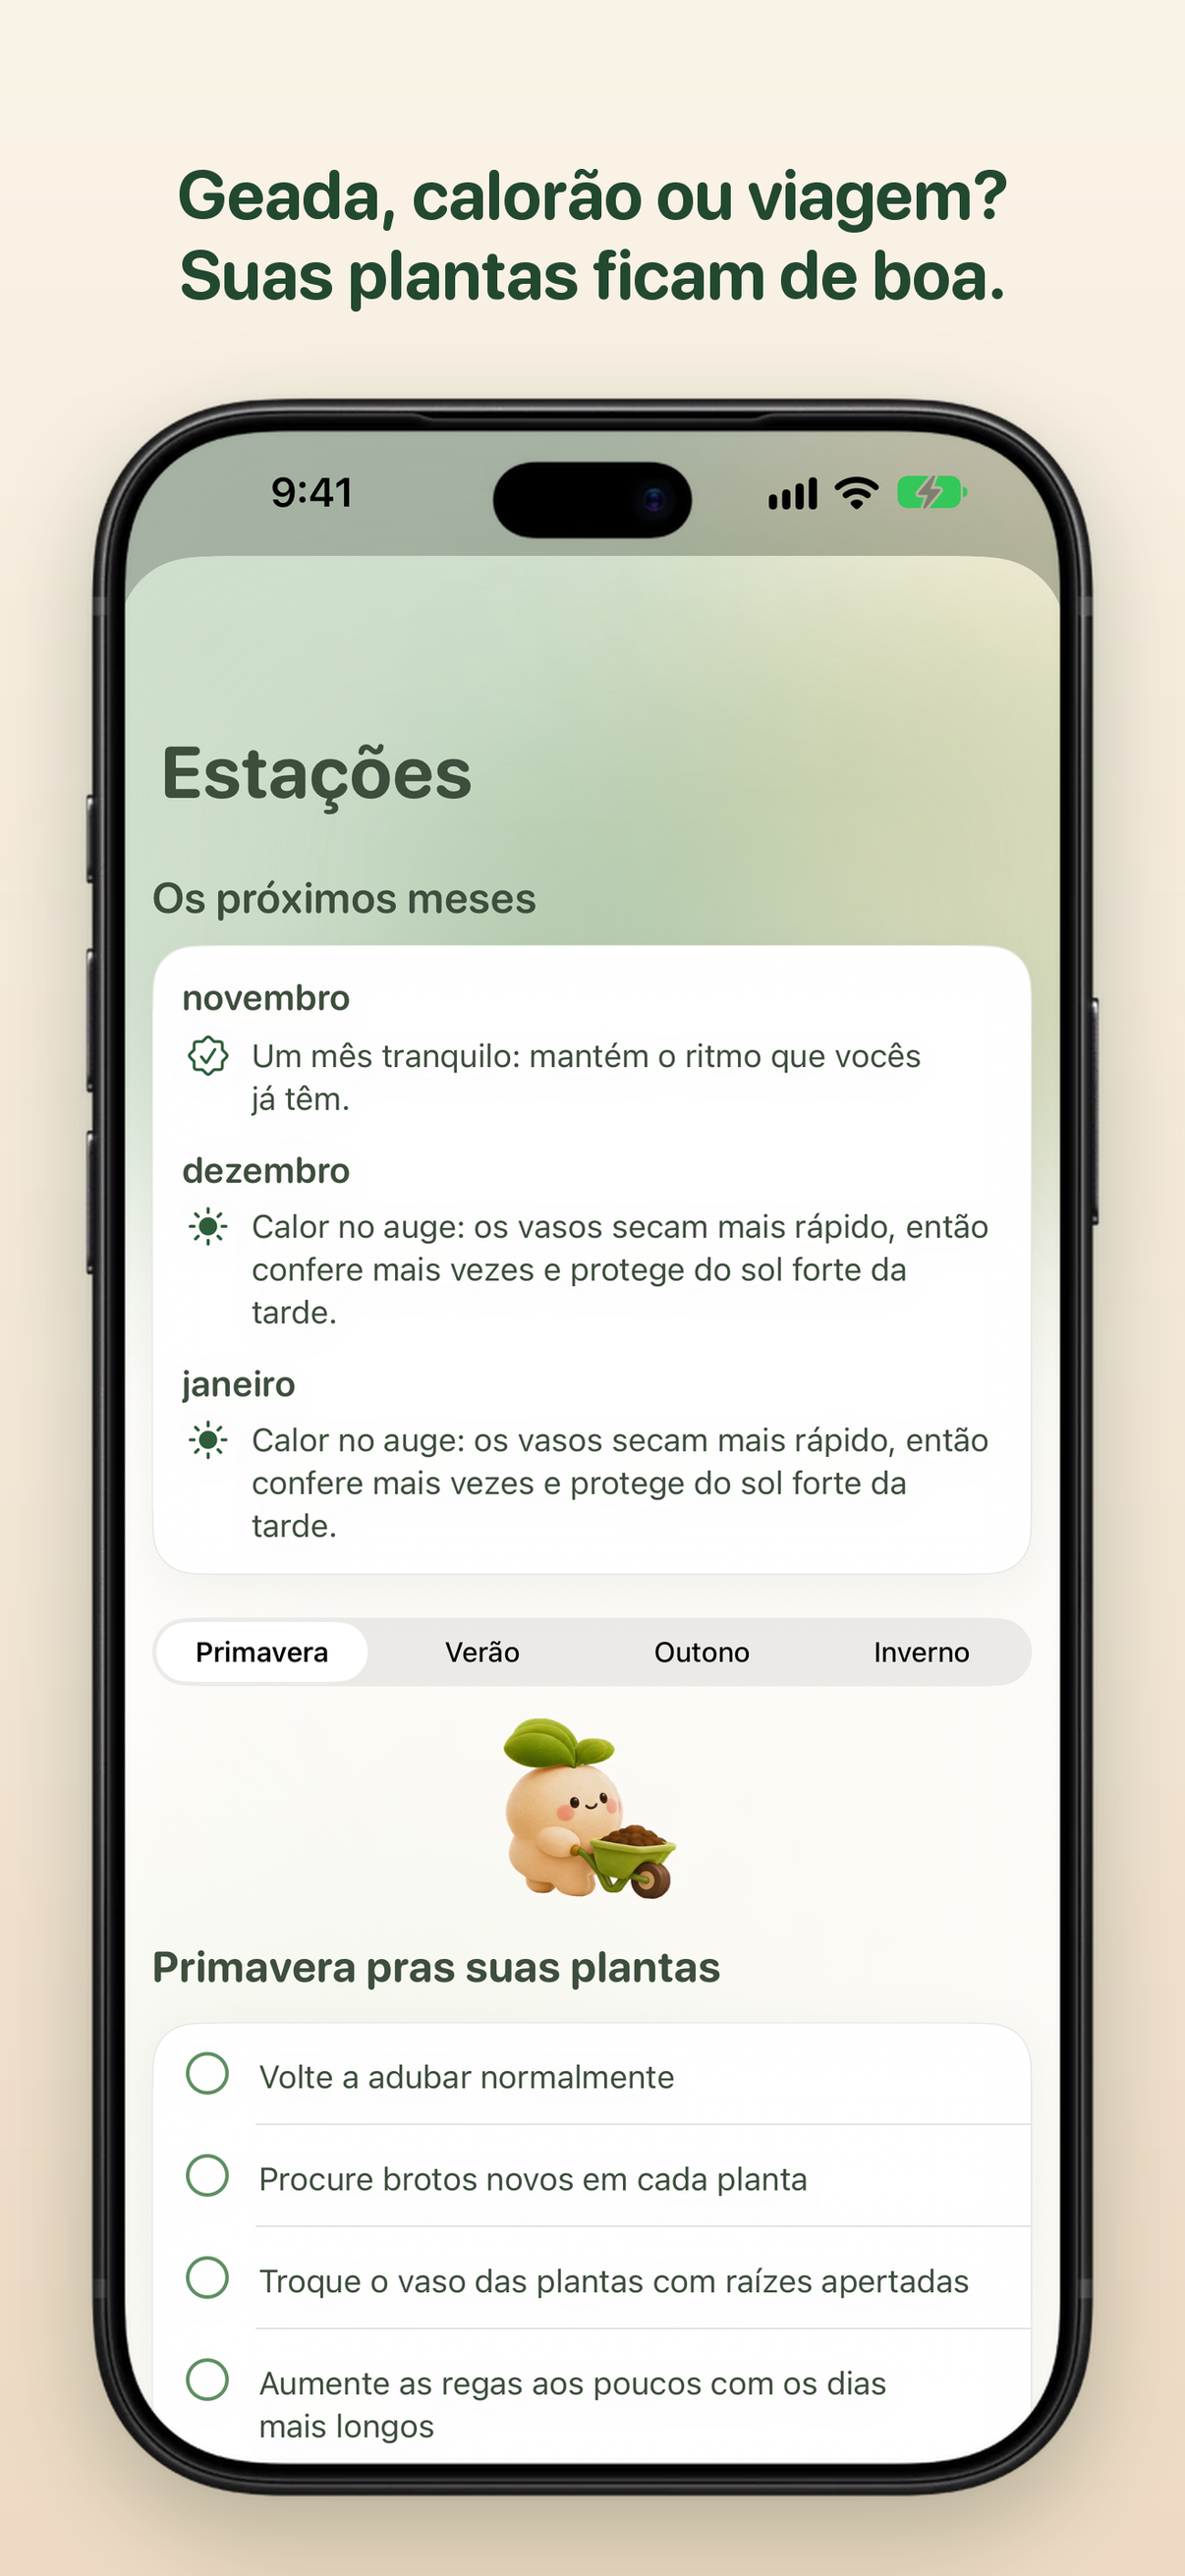 Geada, calorão ou viagem?
Suas plantas ficam de boa.
9:41
Estações
Os próximos meses
novembro
Um mês tranquilo: mantém o ritmo que vocês
já têm.
dezembro
Calor no auge: os vasos secam mais rápido, então
confere mais vezes e protege do sol forte da
tarde.
janeiro
Calor no auge: os vasos secam mais rápido, então
confere mais vezes e protege do sol forte da
tarde.
Primavera Verão Outono Inverno
Primavera pras suas plantas
Volte a adubar normalmente
Procure brotos novos em cada planta
Troque o vaso das plantas com raízes apertadas
Aumente as regas aos poucos com os dias
mais longos